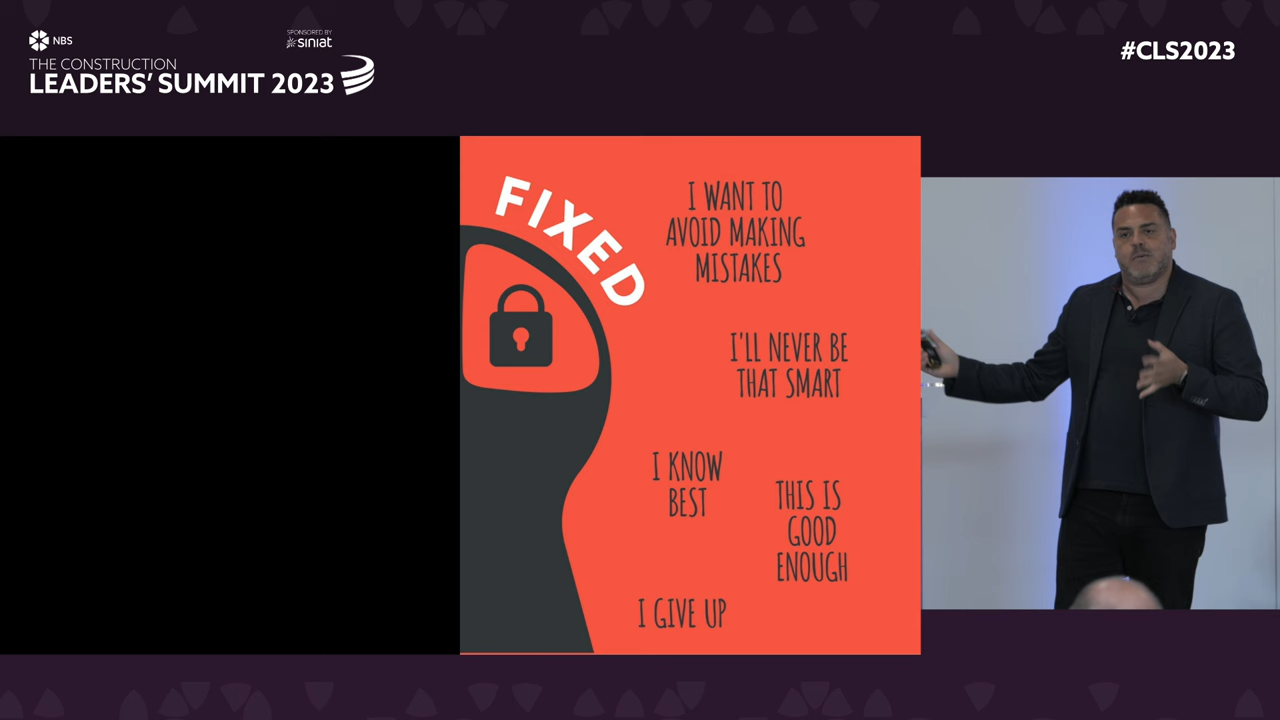 NBS
SPONSORED BY
siniat
THE CONSTRUCTION
LEADERS' SUMMIT 2023
#CLS2023
FIXED
I WANT TO
AVOID MAKING
MISTAKES
I'LL NEVER BE
THAT SMART
I KNOW
BEST
THIS IS
GOOD
ENOUGH
I GIVE UP